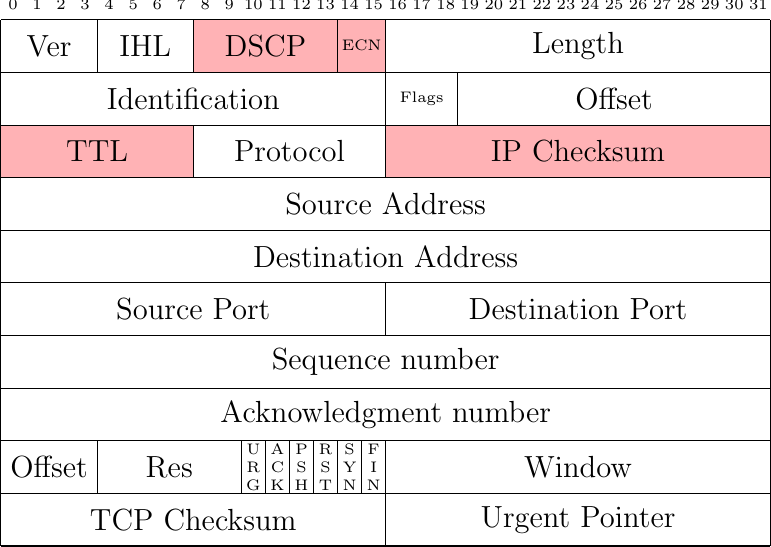 0 1 2 3 4 5 6 7 8 9 10 11 12 13 14 15 16 17 18 19 20 21 22 23 24 25 26 27 28 29 30 31
Ver IHL DSCP ECN Length
Identification Flags Offset
TTL Protocol IP Checksum
Source Address
Destination Address
Source Port Destination Port
Sequence number
Acknowledgment number
Offset Res URG ACK PSH RST SYN FIN Window
TCP Checksum Urgent Pointer